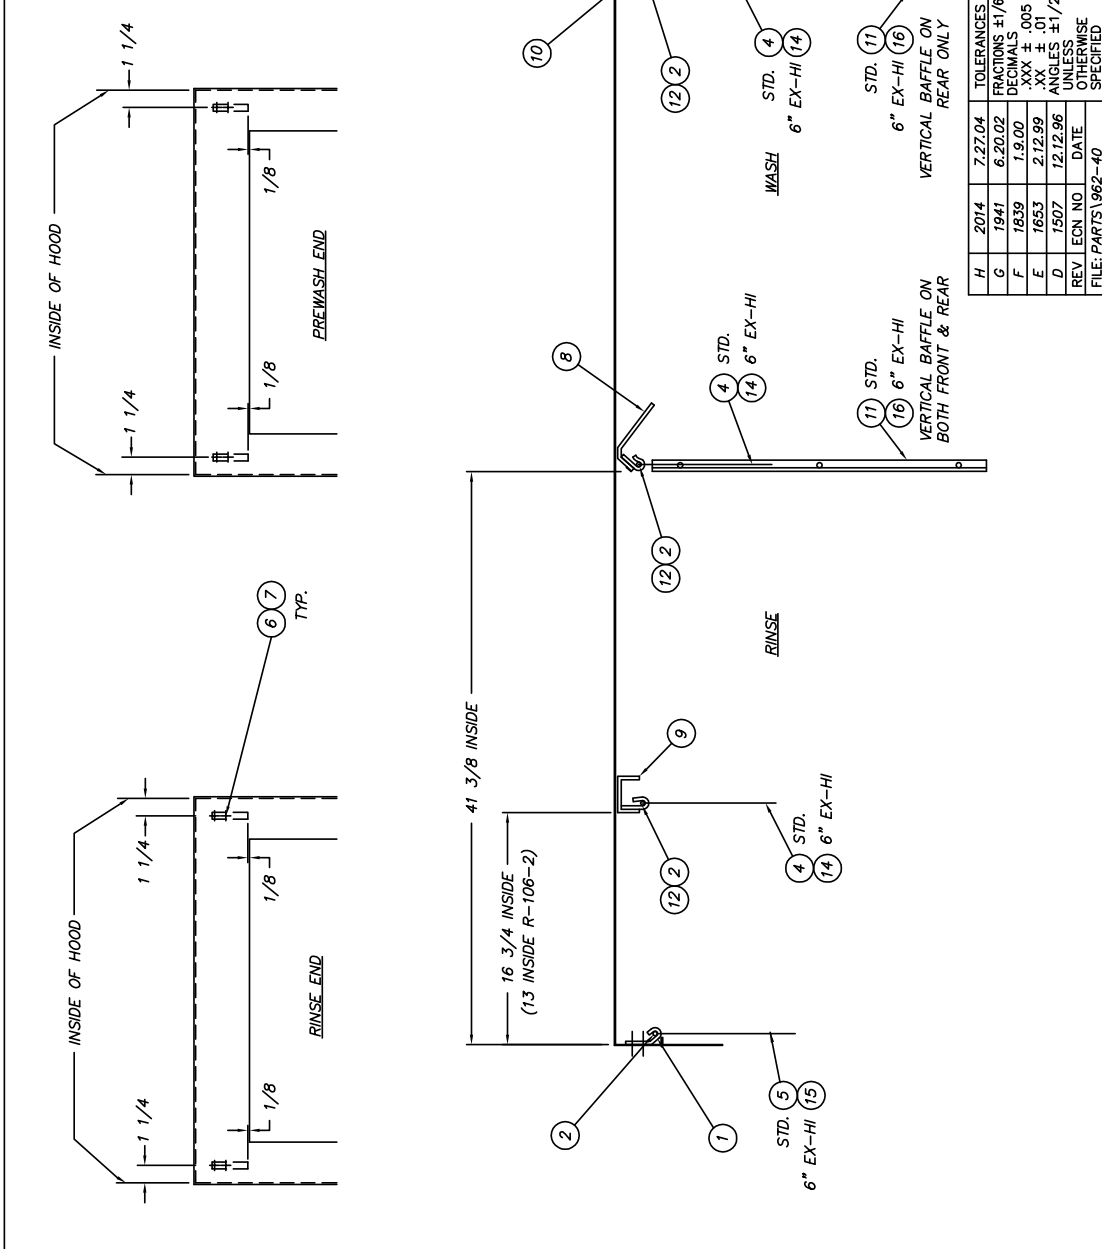 INSIDE OF HOOD
1 1/4
1 1/4
1/8
1/8
RINSE END
6 7
TYP.
INSIDE OF HOOD
1 1/4
1 1/4
1/8
1/8
PREWASH END
41 3/8 INSIDE
16 3/4 INSIDE
(13 INSIDE R-106-2)
2
1
STD. 5
6" EX-HI 15
12 2
9
4 STD.
14 6" EX-HI
RINSE
12 2
8
4 STD.
14 6" EX-HI
11 STD.
16 6" EX-HI
VERTICAL BAFFLE ON
BOTH FRONT & REAR
10
12 2
STD. 4
6" EX-HI 14
WASH
STD. 11
6" EX-HI 16
VERTICAL BAFFLE ON
REAR ONLY
H 2014 7.27.04
G 1941 6.20.02
F 1839 1.9.00
E 1653 2.12.99
D 1507 12.12.96
REV ECN NO DATE
FILE: PARTS\962-40
TOLERANCES
FRACTIONS ±1/6
DECIMALS
.XXX ± .005
.XX ± .01
ANGLES ±1/2
UNLESS
OTHERWISE
SPECIFIED